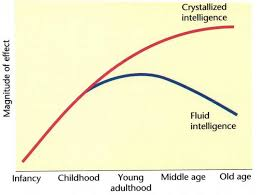 Crystallized
intelligence
Magnitude of effect
Fluid
intelligence
Infancy Childhood Young Middle age Old age
adulthood